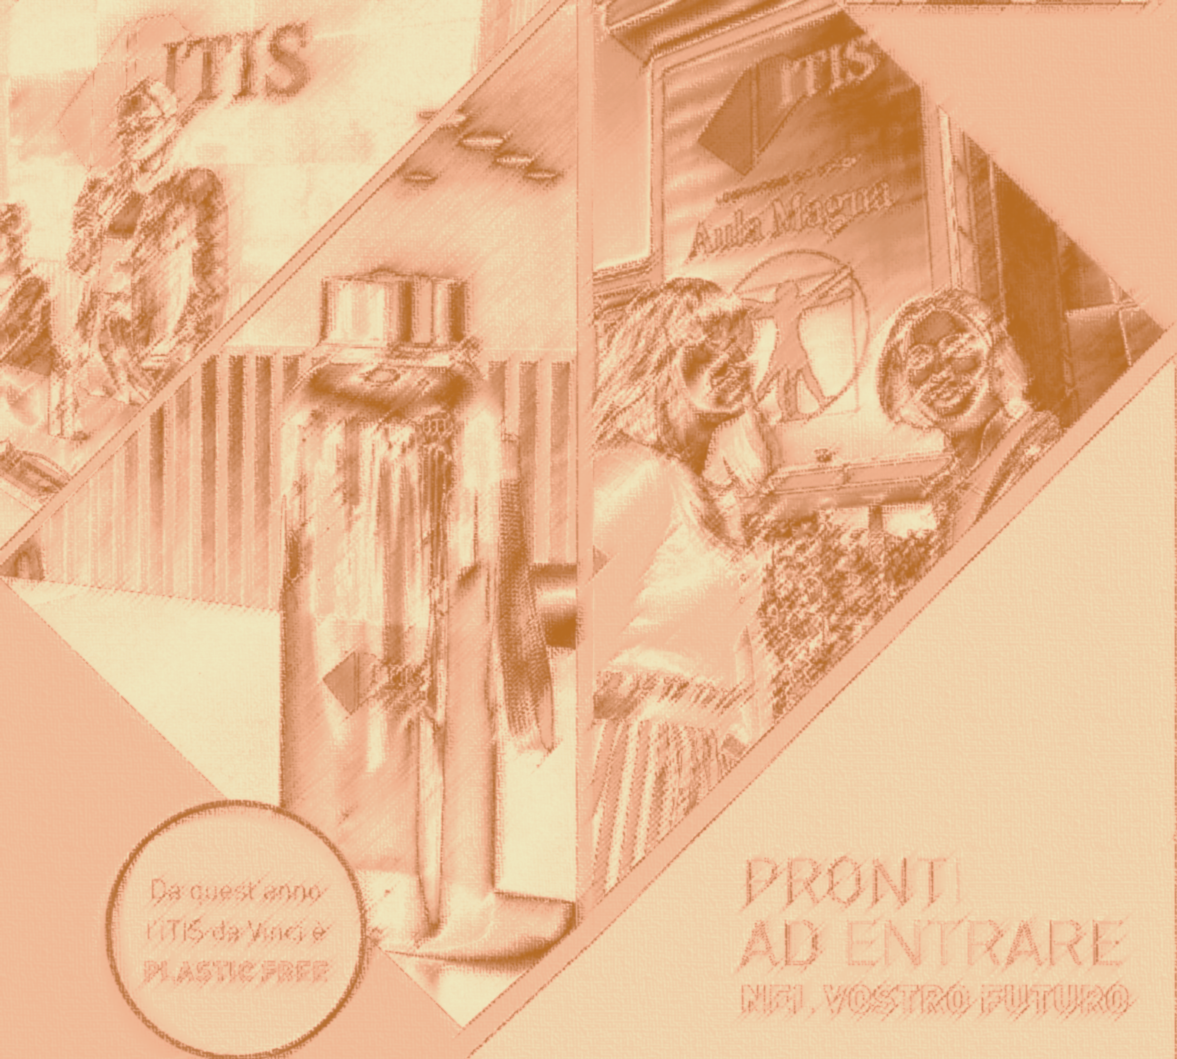 ITIS
ITIS
Aula Magna
Da quest'anno
l'ITIS da Vinci è
PLASTIC FREE
PRONTI
AD ENTRARE
NEL VOSTRO FUTURO